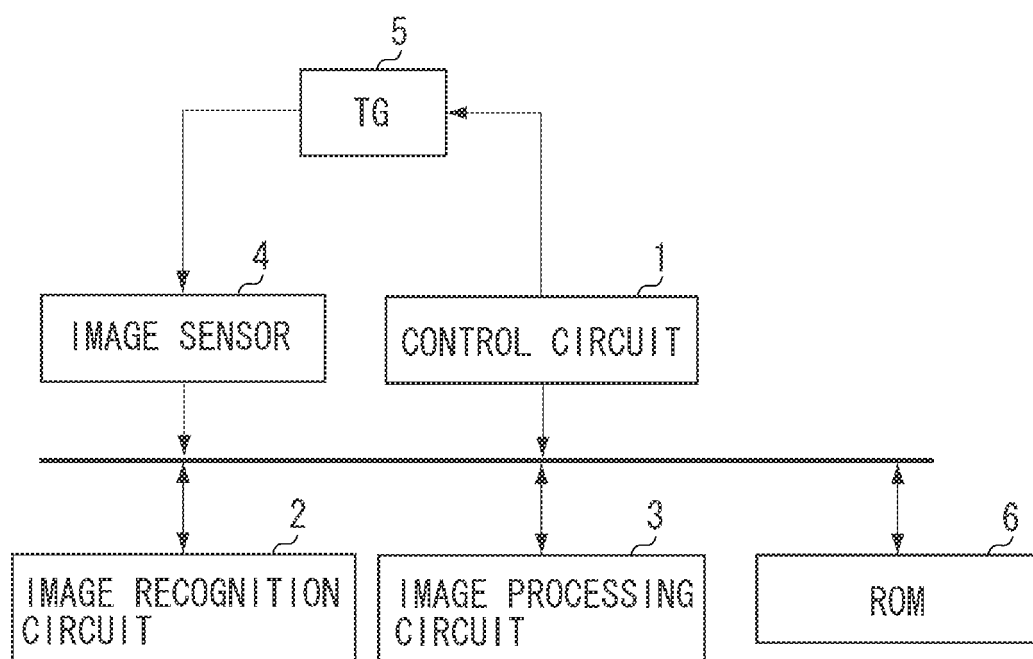 5
TG
4
IMAGE SENSOR
1
CONTROL CIRCUIT
2
IMAGE RECOGNITION
CIRCUIT
3
IMAGE PROCESSING
CIRCUIT
6
ROM